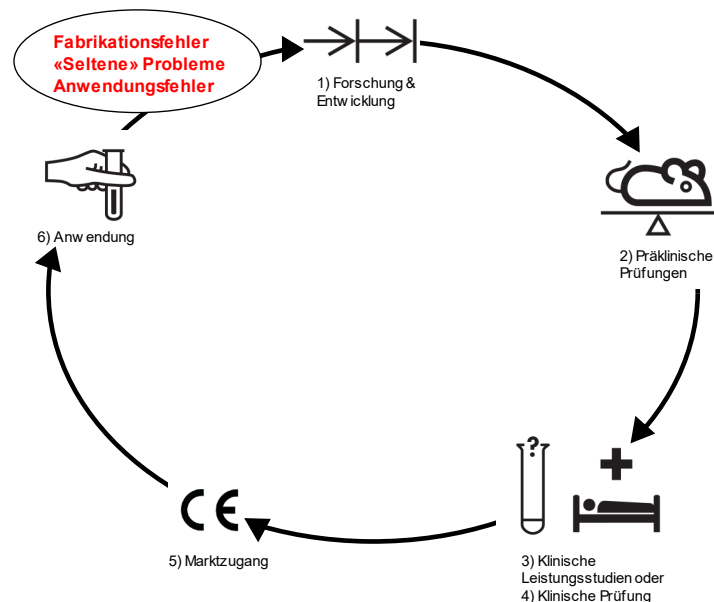 Fabrikationsfehler
«Seltene» Probleme
Anwendungsfehler
1) Forschung &
Entwicklung
2) Präklinische
Prüfungen
?
3) Klinische
Leistungsstudien oder
4) Klinische Prüfung
CE
5) Marktzugang
6) Anwendung